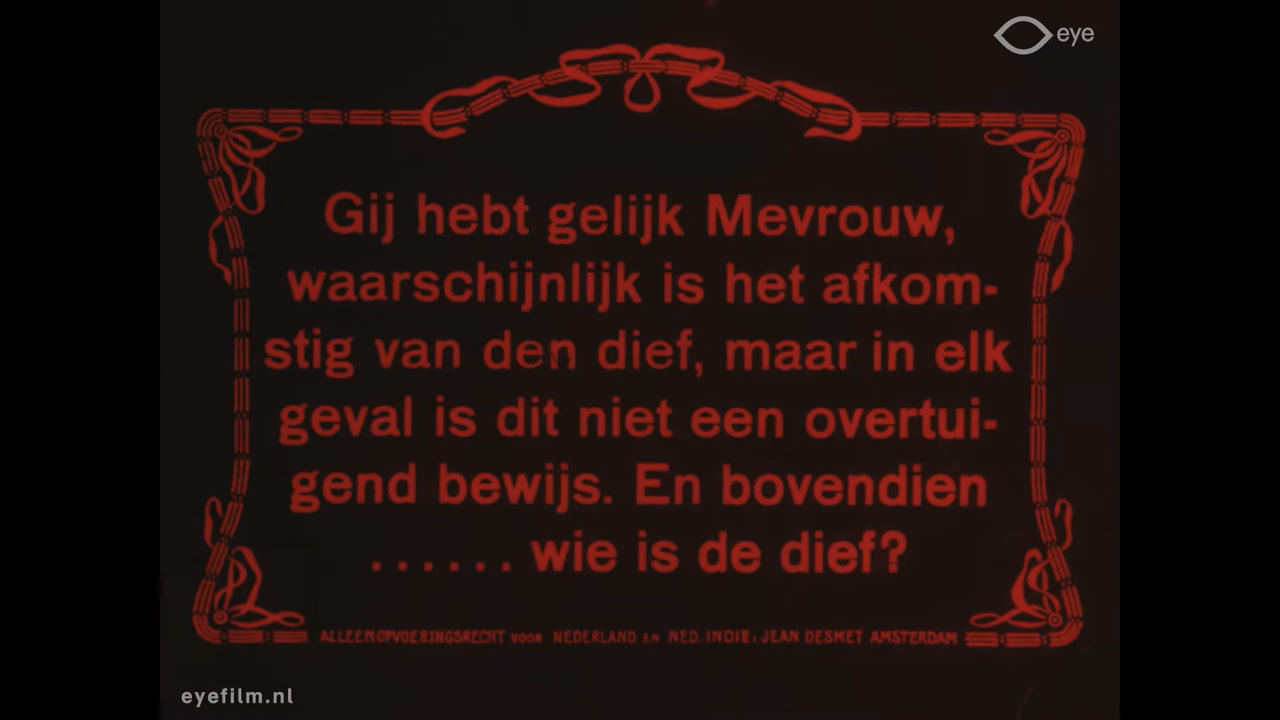 eye
Gij hebt gelijk Mevrouw,
waarschijnlijk is het afkom-
stig van den dief, maar in elk
geval is dit niet een overtui-
gend bewijs. En bovendien
...... wie is de dief?
ALLEENOPVOERINGSRECHT VOOR NEDERLAND EN NED. INDIE: JEAN DESMET AMSTERDAM
eyefilm.nl